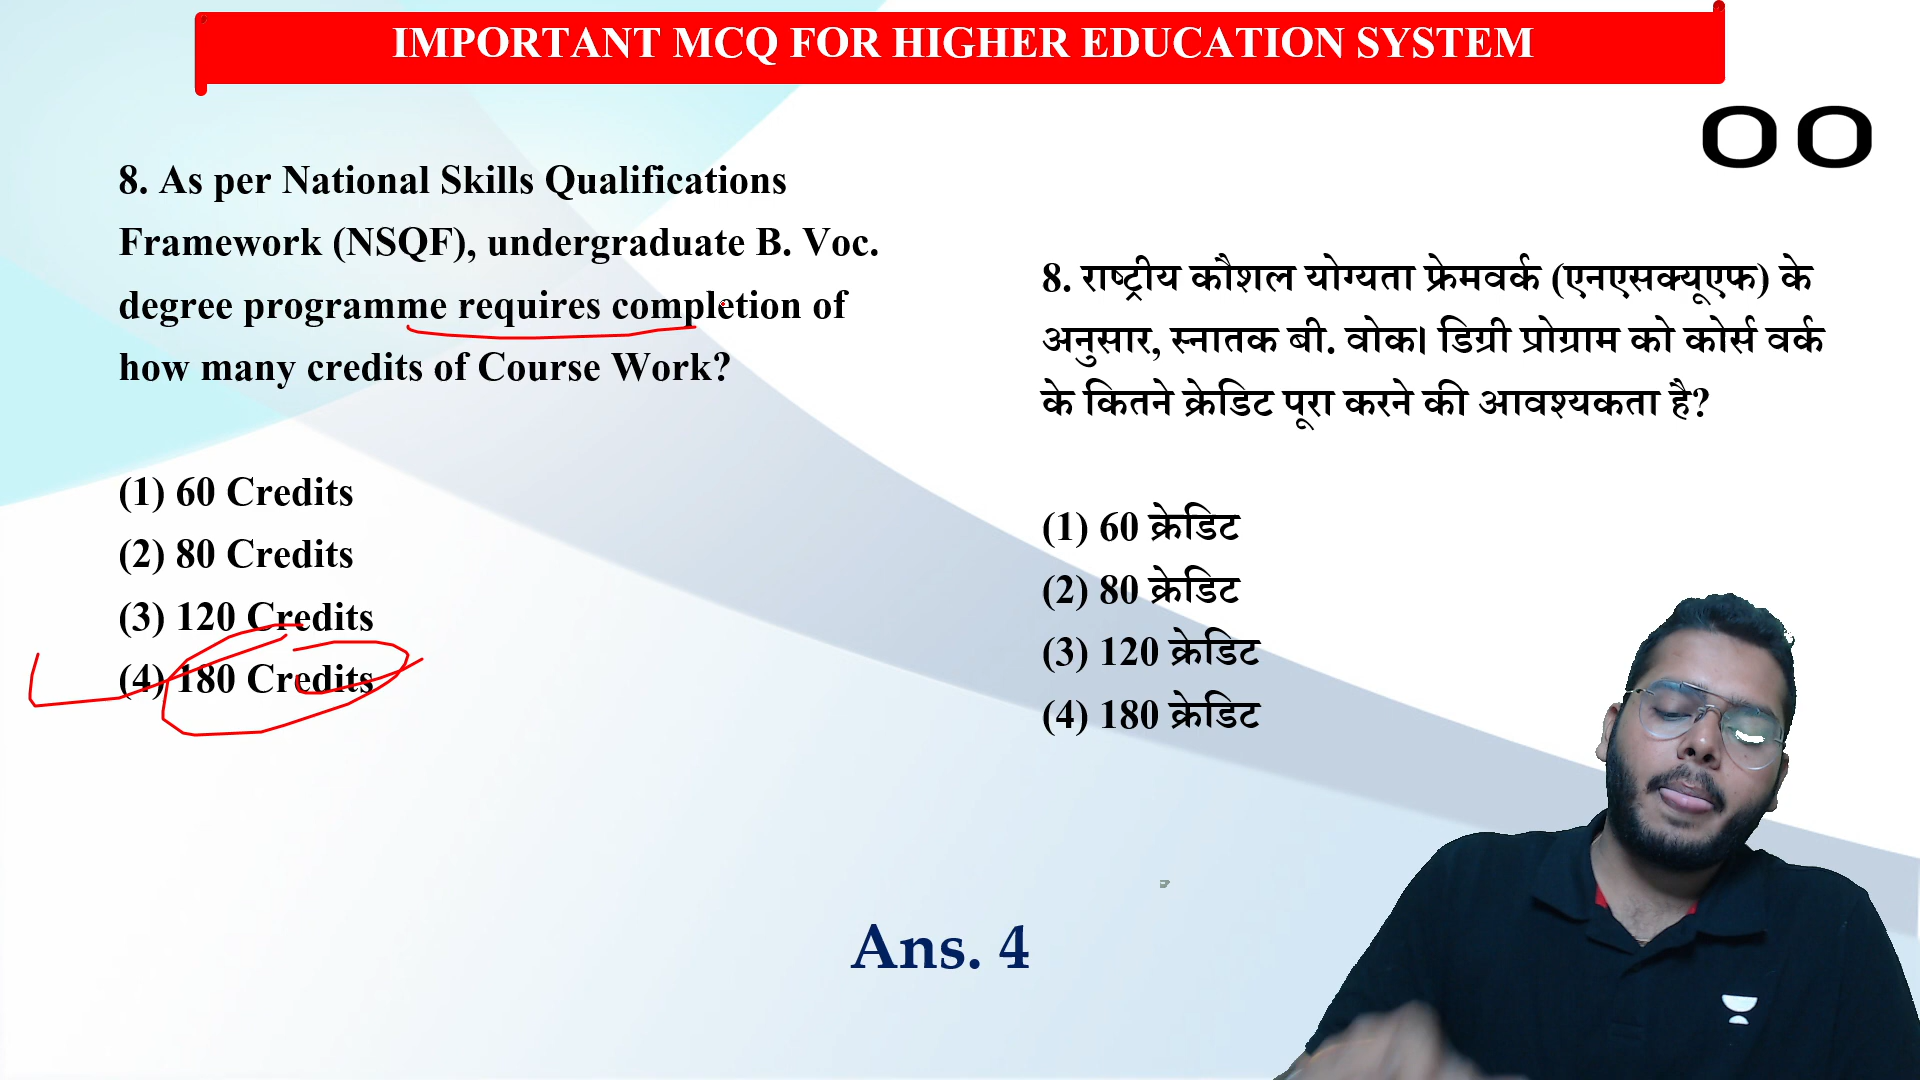 IMPORTANT MCQ FOR HIGHER EDUCATION SYSTEM
00
8. As per National Skills Qualifications
Framework (NSQF), undergraduate B. Voc.
degree programme requires completion of
how many credits of Course Work?
(1) 60 Credits
(2) 80 Credits
(3) 120 Credits
(4) 180 Credits
8. राष्ट्रीय कौशल योग्यता फ्रेमवर्क (एनएसक्यूएफ) के
अनुसार, स्नातक बी. वोक। डिग्री प्रोग्राम को कोर्स वर्क
के कितने क्रेडिट पूरा करने की आवश्यकता है?
(1) 60 क्रेडिट
(2) 80 क्रेडिट
(3) 120 क्रेडिट
(4) 180 क्रेडिट
Ans. 4